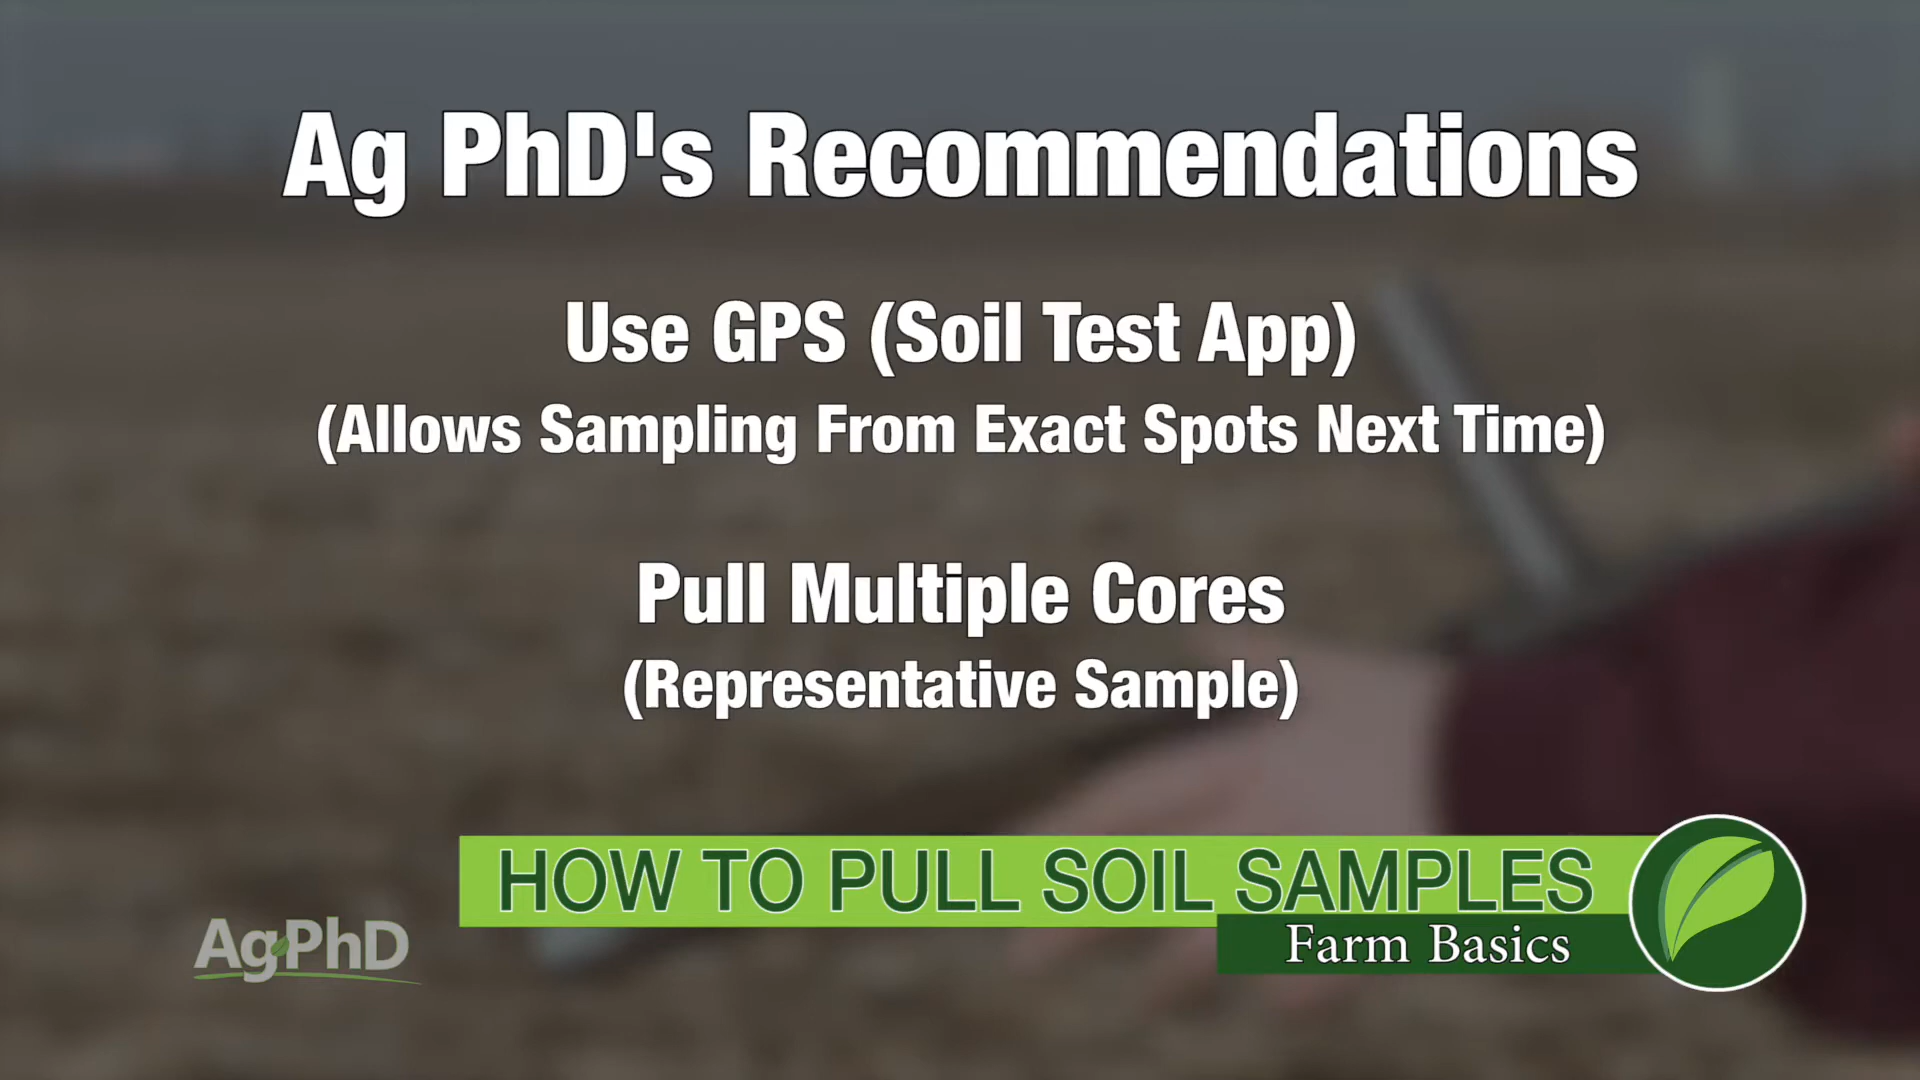 Ag PhD's Recommendations
Use GPS (Soil Test App)
(Allows Sampling From Exact Spots Next Time)
Pull Multiple Cores
(Representative Sample)
HOW TO PULL SOIL SAMPLES
Farm Basics
AgPhD